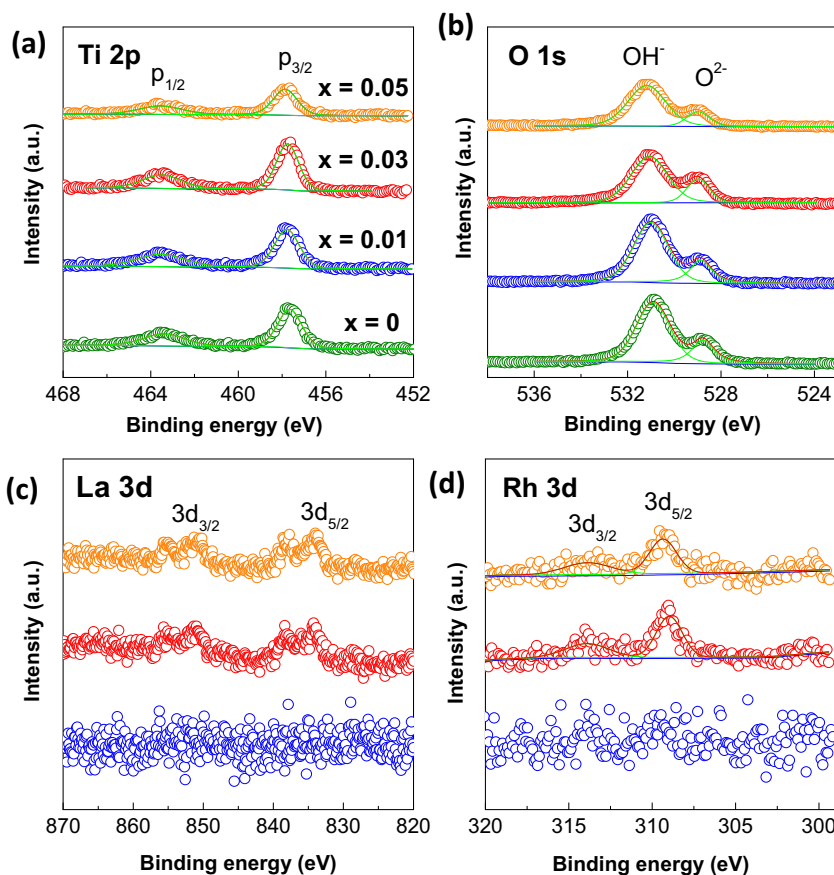 (a)
Ti 2p
p1/2
p3/2
x = 0.05
x = 0.03
x = 0.01
x = 0
Intensity (a.u.)
468 464 460 456 452
Binding energy (eV)
(b)
O 1s
OH-
O2-
Intensity (a.u.)
536 532 528 524
Binding energy (eV)
(c)
La 3d
3d3/2
3d5/2
Intensity (a.u.)
870 860 850 840 830 820
Binding energy (eV)
(d)
Rh 3d
3d3/2
3d5/2
Intensity (a.u.)
320 315 310 305 300
Binding energy (eV)